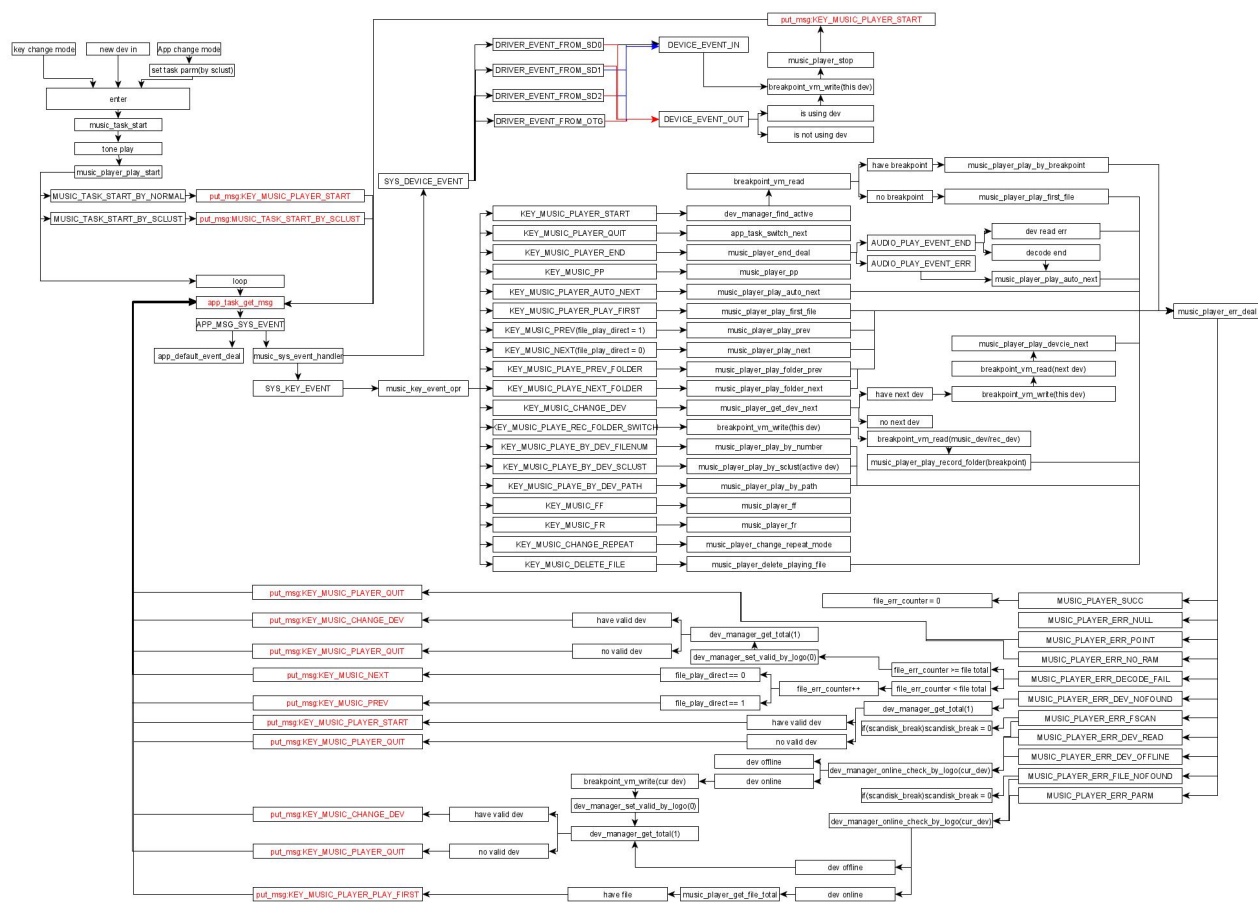 put_msg:KEY_MUSIC_PLAYER_START
key change mode
new dev in
App change mode
set task parm(by sclust)
enter
music_task_start
tone play
music_player_play_start
MUSIC_TASK_START_BY_NORMAL
put_msg:KEY_MUSIC_PLAYER_START
MUSIC_TASK_START_BY_SCLUST
put_msg:MUSIC_TASK_START_BY_SCLUST
loop
app_task_get_msg
APP_MSG_SYS_EVENT
app_default_event_deal
music_sys_event_handler
SYS_KEY_EVENT
music_key_event_opr
SYS_DEVICE_EVENT
DRIVER_EVENT_FROM_SD0
DRIVER_EVENT_FROM_SD1
DRIVER_EVENT_FROM_SD2
DRIVER_EVENT_FROM_OTG
DEVICE_EVENT_IN
DEVICE_EVENT_OUT
music_player_stop
breakpoint_vm_write(this dev)
is using dev
is not using dev
breakpoint_vm_read
have breakpoint
music_player_play_by_breakpoint
no breakpoint
music_player_play_first_file
KEY_MUSIC_PLAYER_START
dev_manager_find_active
KEY_MUSIC_PLAYER_QUIT
app_task_switch_next
KEY_MUSIC_PLAYER_END
music_player_end_deal
AUDIO_PLAY_EVENT_END
AUDIO_PLAY_EVENT_ERR
dev read err
decode end
music_player_play_auto_next
KEY_MUSIC_PP
music_player_pp
KEY_MUSIC_PLAYER_AUTO_NEXT
music_player_play_auto_next
KEY_MUSIC_PLAYER_PLAY_FIRST
music_player_play_first_file
music_player_err_deal
KEY_MUSIC_PREV(file_play_direct = 1)
music_player_play_prev
KEY_MUSIC_NEXT(file_play_direct = 0)
music_player_play_next
KEY_MUSIC_PLAYE_PREV_FOLDER
music_player_play_folder_prev
KEY_MUSIC_PLAYE_NEXT_FOLDER
music_player_play_folder_next
music_player_play_devcie_next
breakpoint_vm_read(next dev)
breakpoint_vm_write(this dev)
KEY_MUSIC_CHANGE_DEV
music_player_get_dev_next
have next dev
no next dev
KEY_MUSIC_PLAYE_REC_FOLDER_SWITCH
breakpoint_vm_write(this dev)
breakpoint_vm_read(music_dev/rec_dev)
music_player_play_record_folder(breakpoint)
KEY_MUSIC_PLAYE_BY_DEV_FILENUM
music_player_play_by_number
KEY_MUSIC_PLAYE_BY_DEV_SCLUST
music_player_play_by_sclust(active dev)
KEY_MUSIC_PLAYE_BY_DEV_PATH
music_player_play_by_path
KEY_MUSIC_FF
music_player_ff
KEY_MUSIC_FR
music_player_fr
KEY_MUSIC_CHANGE_REPEAT
music_player_change_repeat_mode
KEY_MUSIC_DELETE_FILE
music_player_delete_playing_file
put_msg:KEY_MUSIC_PLAYER_QUIT
file_err_counter = 0
MUSIC_PLAYER_SUCC
MUSIC_PLAYER_ERR_NULL
MUSIC_PLAYER_ERR_POINT
MUSIC_PLAYER_ERR_NO_RAM
MUSIC_PLAYER_ERR_DECODE_FAIL
MUSIC_PLAYER_ERR_DEV_NOFOUND
MUSIC_PLAYER_ERR_FSCAN
MUSIC_PLAYER_ERR_DEV_READ
MUSIC_PLAYER_ERR_DEV_OFFLINE
MUSIC_PLAYER_ERR_FILE_NOFOUND
MUSIC_PLAYER_ERR_PARM
put_msg:KEY_MUSIC_CHANGE_DEV
have valid dev
dev_manager_get_total(1)
put_msg:KEY_MUSIC_PLAYER_QUIT
no valid dev
dev_manager_set_valid_by_logo(0)
file_err_counter >= file total
put_msg:KEY_MUSIC_NEXT
file_play_direct == 0
file_err_counter++
file_err_counter < file total
put_msg:KEY_MUSIC_PREV
file_play_direct == 1
dev_manager_get_total(1)
put_msg:KEY_MUSIC_PLAYER_START
have valid dev
if(scandisk_break)scandisk_break = 0
put_msg:KEY_MUSIC_PLAYER_QUIT
no valid dev
dev offline
dev_manager_online_check_by_logo(cur_dev)
breakpoint_vm_write(cur dev)
dev online
if(scandisk_break)scandisk_break = 0
dev_manager_set_valid_by_logo(0)
put_msg:KEY_MUSIC_CHANGE_DEV
have valid dev
dev_manager_online_check_by_logo(cur_dev)
dev_manager_get_total(1)
put_msg:KEY_MUSIC_PLAYER_QUIT
no valid dev
dev offline
put_msg:KEY_MUSIC_PLAYER_PLAY_FIRST
have file
music_player_get_file_total
dev online